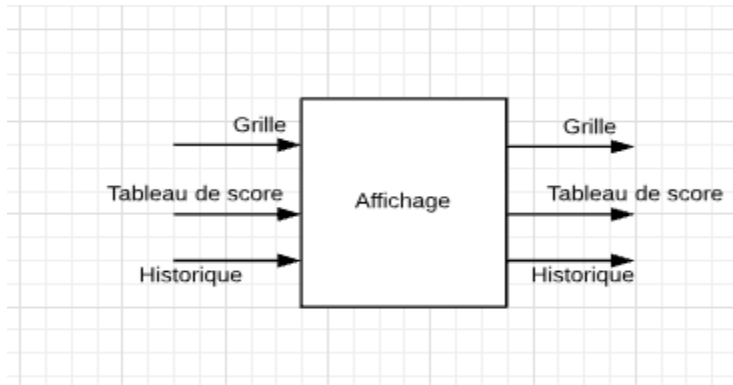 Grille
Grille
Tableau de score
Affichage
Tableau de score
Historique
Historique